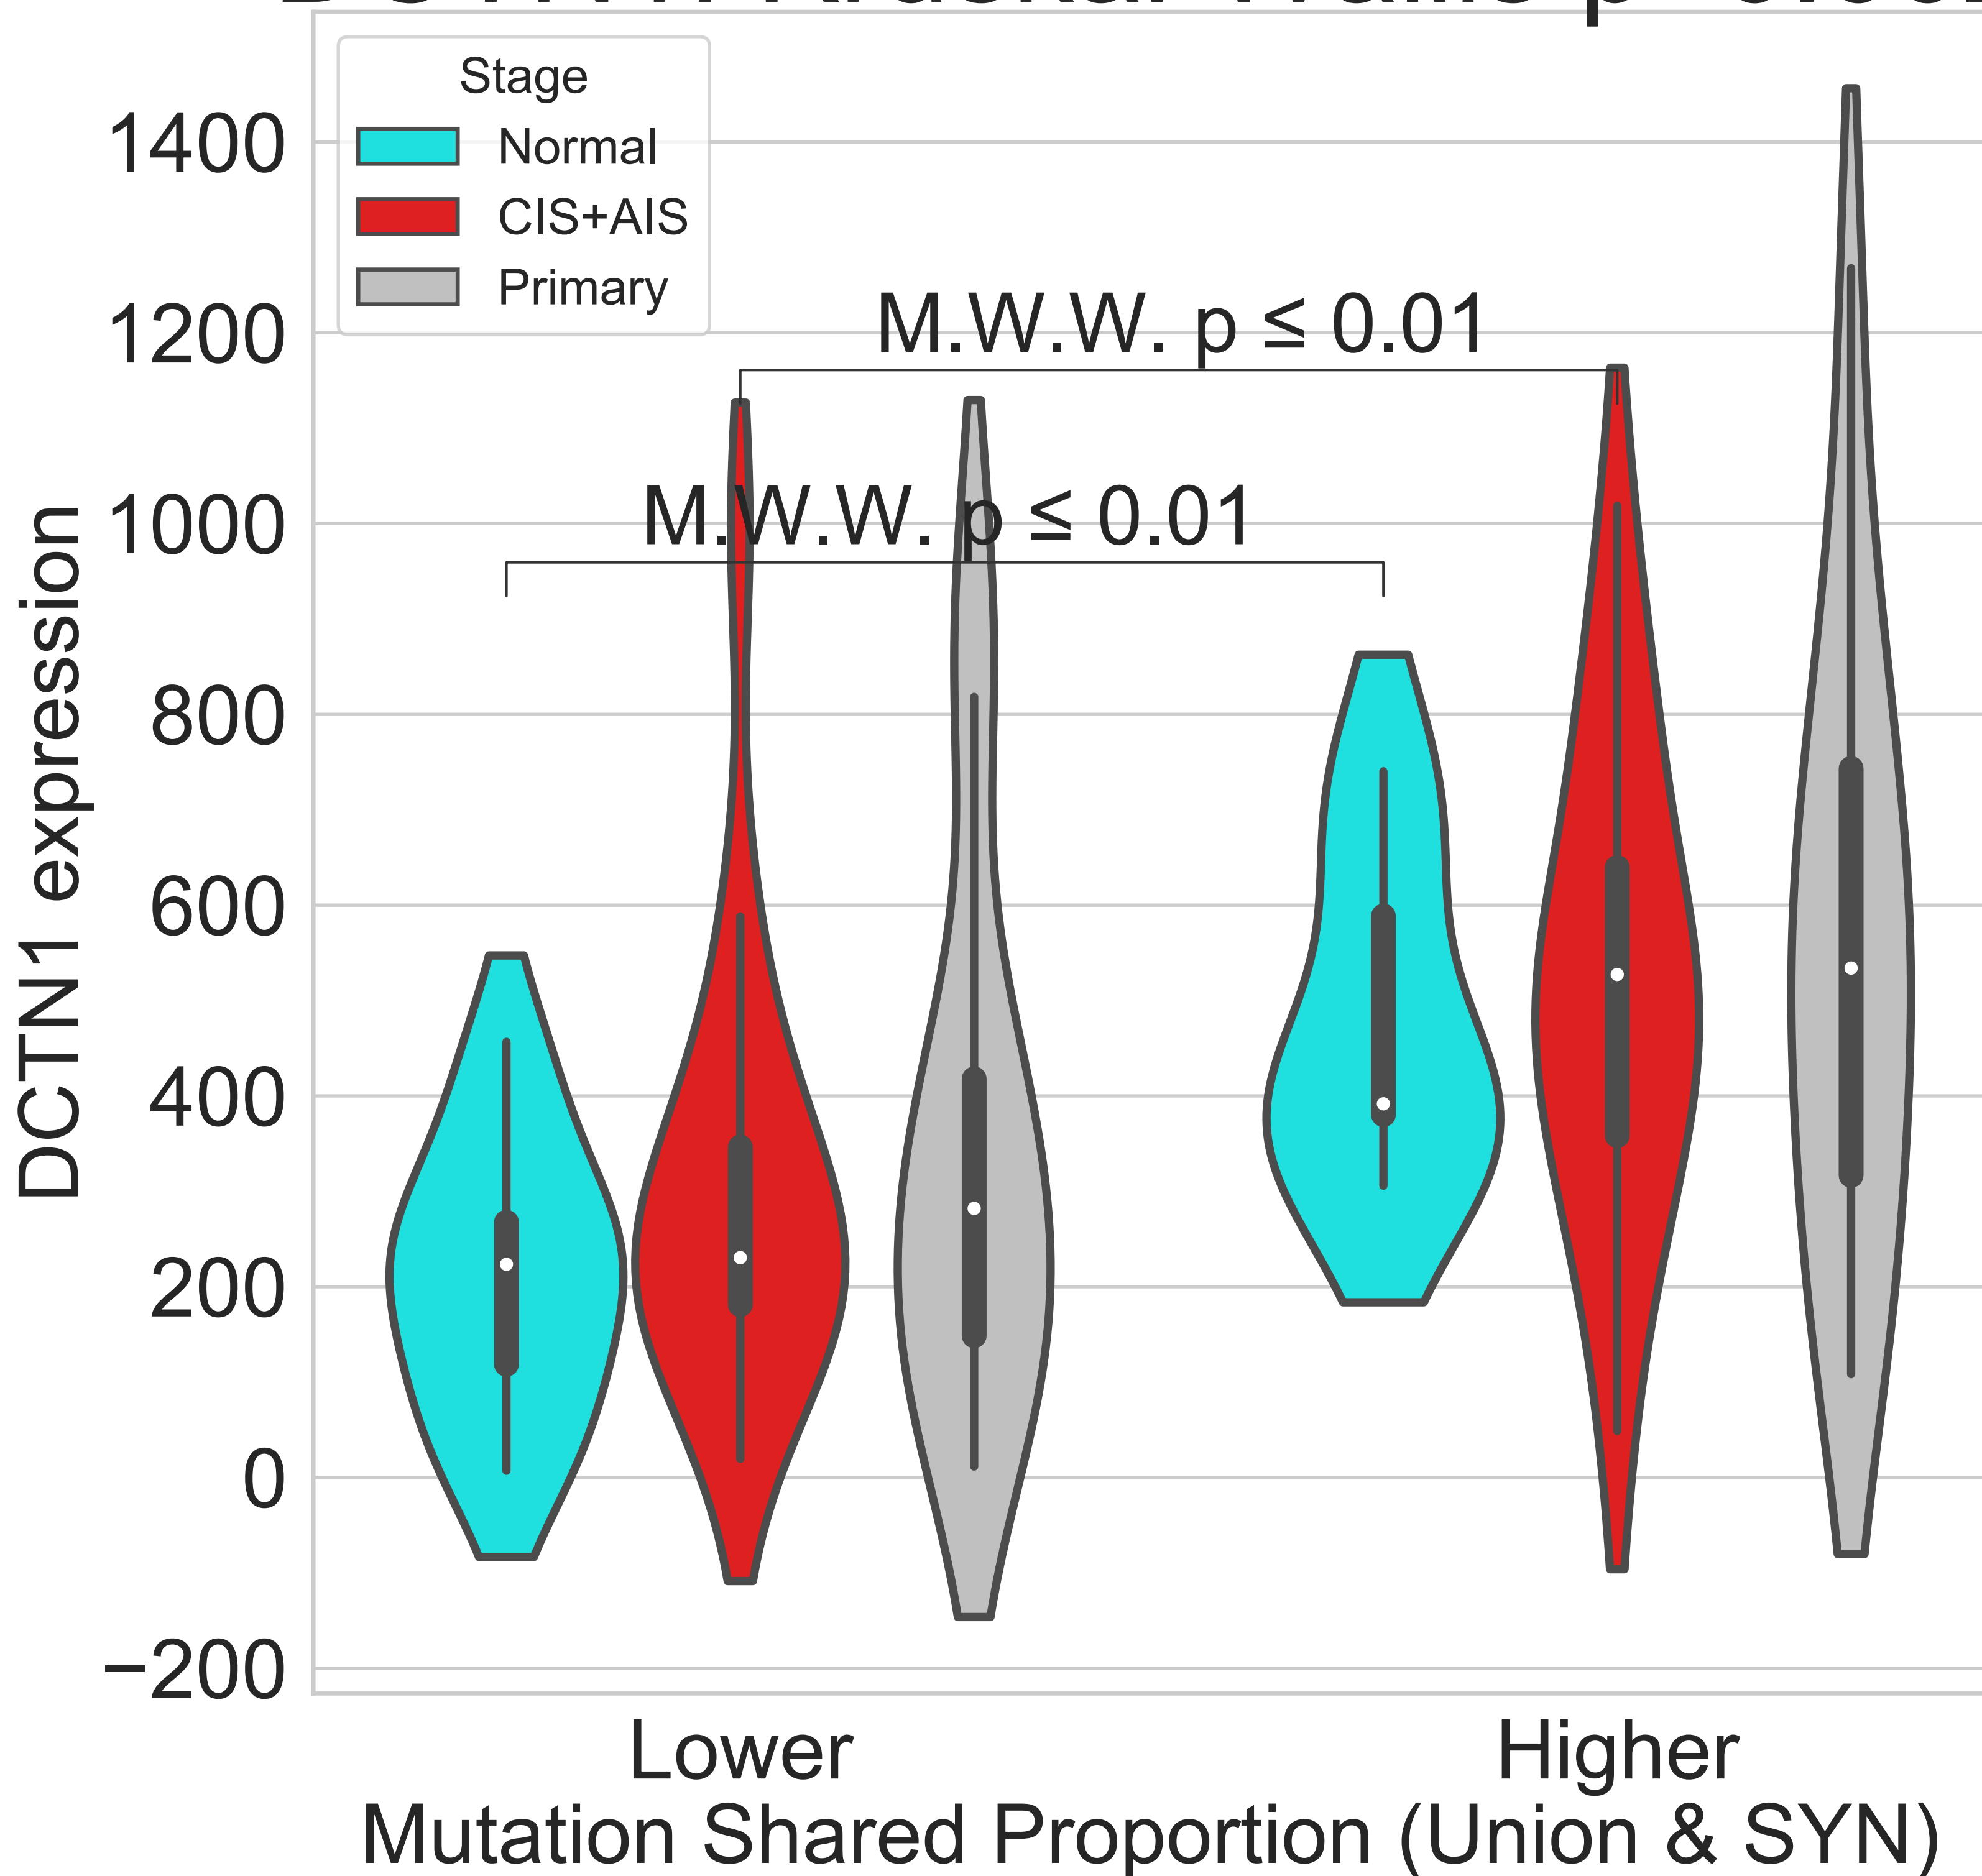 Stage
Normal
CIS+AIS
Primary
M.W.W. p ≤ 0.01
M.W.W. p ≤ 0.01
DCTN1 expression
1400
1200
1000
800
600
400
200
0
−200
Lower
Higher
Mutation Shared Proportion (Union & SYN)